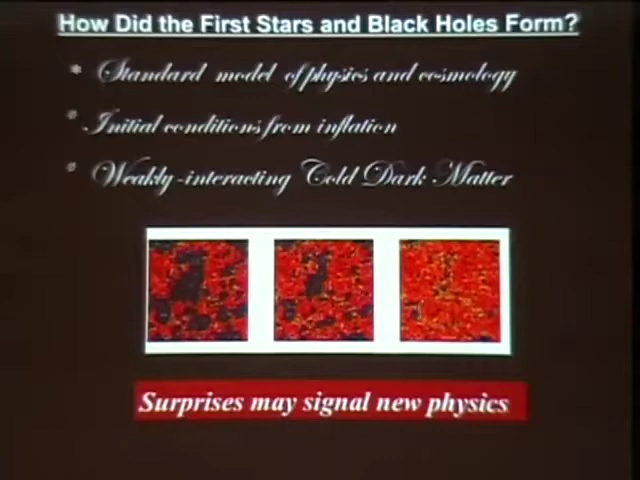 How Did the First Stars and Black Holes Form?
* Standard model of physics and cosmology
* Initial conditions from inflation
* Weakly-interacting Cold Dark Matter
Surprises may signal new physics